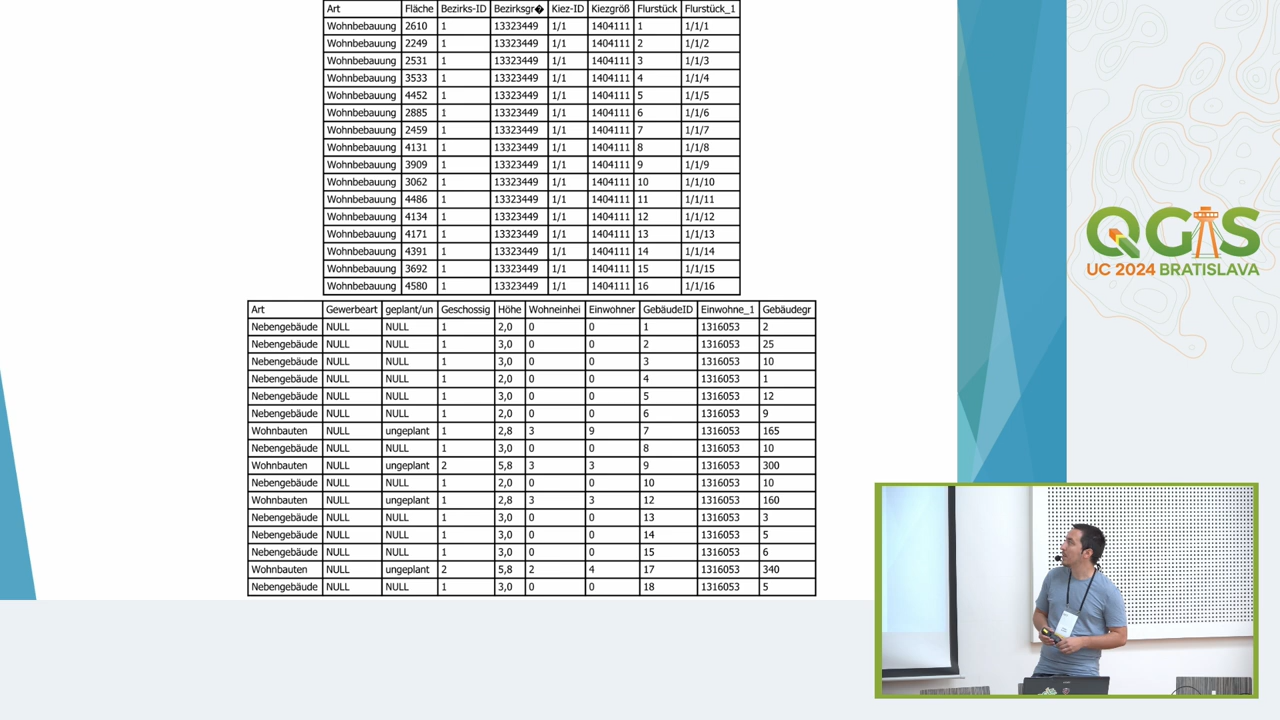 Art Fläche Bezirks-ID Bezirksgr� Kiez-ID Kiezgröß Flurstück Flurstück_1
Wohnbebauung 2610 1 13323449 1/1 1404111 1 1/1/1
Wohnbebauung 2249 1 13323449 1/1 1404111 2 1/1/2
Wohnbebauung 2531 1 13323449 1/1 1404111 3 1/1/3
Wohnbebauung 3533 1 13323449 1/1 1404111 4 1/1/4
Wohnbebauung 4452 1 13323449 1/1 1404111 5 1/1/5
Wohnbebauung 2885 1 13323449 1/1 1404111 6 1/1/6
Wohnbebauung 2459 1 13323449 1/1 1404111 7 1/1/7
Wohnbebauung 4131 1 13323449 1/1 1404111 8 1/1/8
Wohnbebauung 3909 1 13323449 1/1 1404111 9 1/1/9
Wohnbebauung 3062 1 13323449 1/1 1404111 10 1/1/10
Wohnbebauung 4486 1 13323449 1/1 1404111 11 1/1/11
Wohnbebauung 4134 1 13323449 1/1 1404111 12 1/1/12
Wohnbebauung 4171 1 13323449 1/1 1404111 13 1/1/13
Wohnbebauung 4391 1 13323449 1/1 1404111 14 1/1/14
Wohnbebauung 3692 1 13323449 1/1 1404111 15 1/1/15
Wohnbebauung 4580 1 13323449 1/1 1404111 16 1/1/16
Art Gewerbeart geplant/un Geschossig Höhe Wohneinhei Einwohner GebäudeID Einwohne_1 Gebäudegr
Nebengebäude NULL NULL 1 2,0 0 0 1 1316053 2
Nebengebäude NULL NULL 1 3,0 0 0 2 1316053 25
Nebengebäude NULL NULL 1 3,0 0 0 3 1316053 10
Nebengebäude NULL NULL 1 2,0 0 0 4 1316053 1
Nebengebäude NULL NULL 1 3,0 0 0 5 1316053 12
Nebengebäude NULL NULL 1 2,0 0 0 6 1316053 9
Wohnbauten NULL ungeplant 1 2,8 3 9 7 1316053 165
Nebengebäude NULL NULL 1 3,0 0 0 8 1316053 10
Wohnbauten NULL ungeplant 2 5,8 3 3 9 1316053 300
Nebengebäude NULL NULL 1 2,0 0 0 10 1316053 10
Wohnbauten NULL ungeplant 1 2,8 3 3 12 1316053 160
Nebengebäude NULL NULL 1 3,0 0 0 13 1316053 3
Nebengebäude NULL NULL 1 3,0 0 0 14 1316053 5
Nebengebäude NULL NULL 1 3,0 0 0 15 1316053 6
Wohnbauten NULL ungeplant 2 5,8 2 4 17 1316053 340
Nebengebäude NULL NULL 1 3,0 0 0 18 1316053 5
QGIS
UC 2024 BRATISLAVA